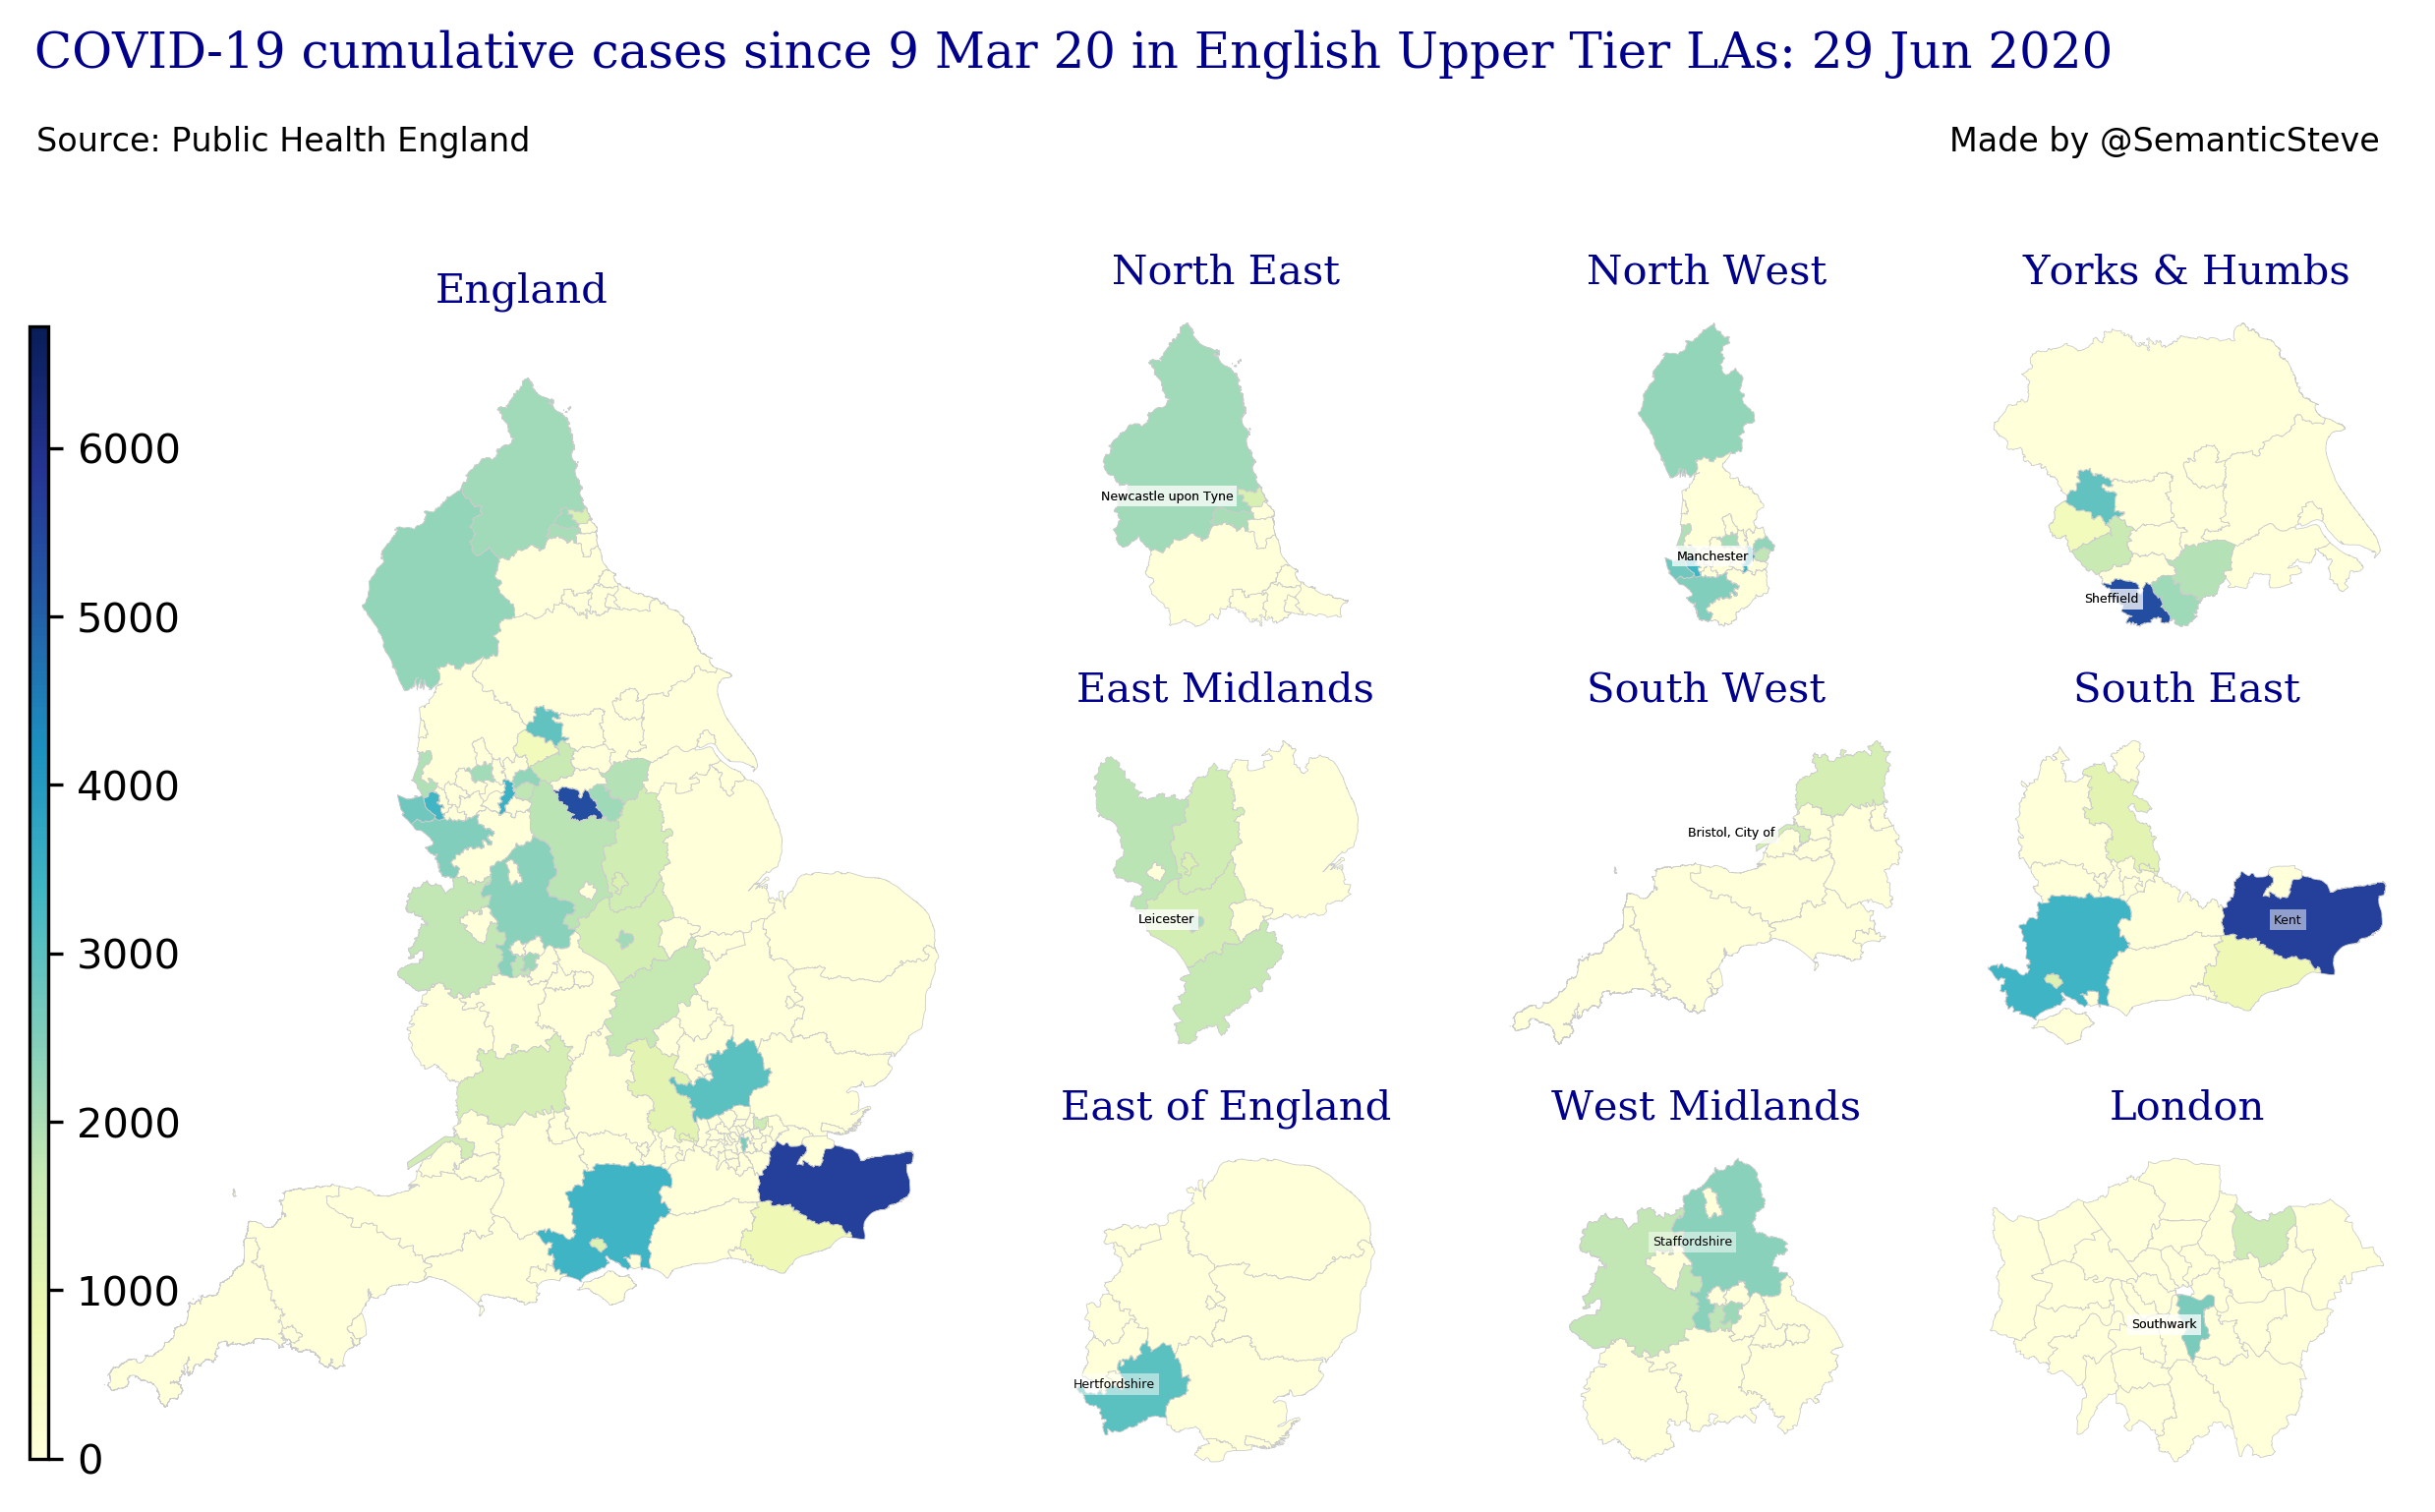 COVID-19 cumulative cases since 9 Mar 20 in English Upper Tier LAs: 29 Jun 2020
Source: Public Health England
Made by @SemanticSteve
England
6000
5000
4000
3000
2000
1000
0
North East
Newcastle upon Tyne
North West
Manchester
Yorks & Humbs
Sheffield
East Midlands
Leicester
South West
Bristol, City of
South East
Kent
East of England
Hertfordshire
West Midlands
Staffordshire
London
Southwark